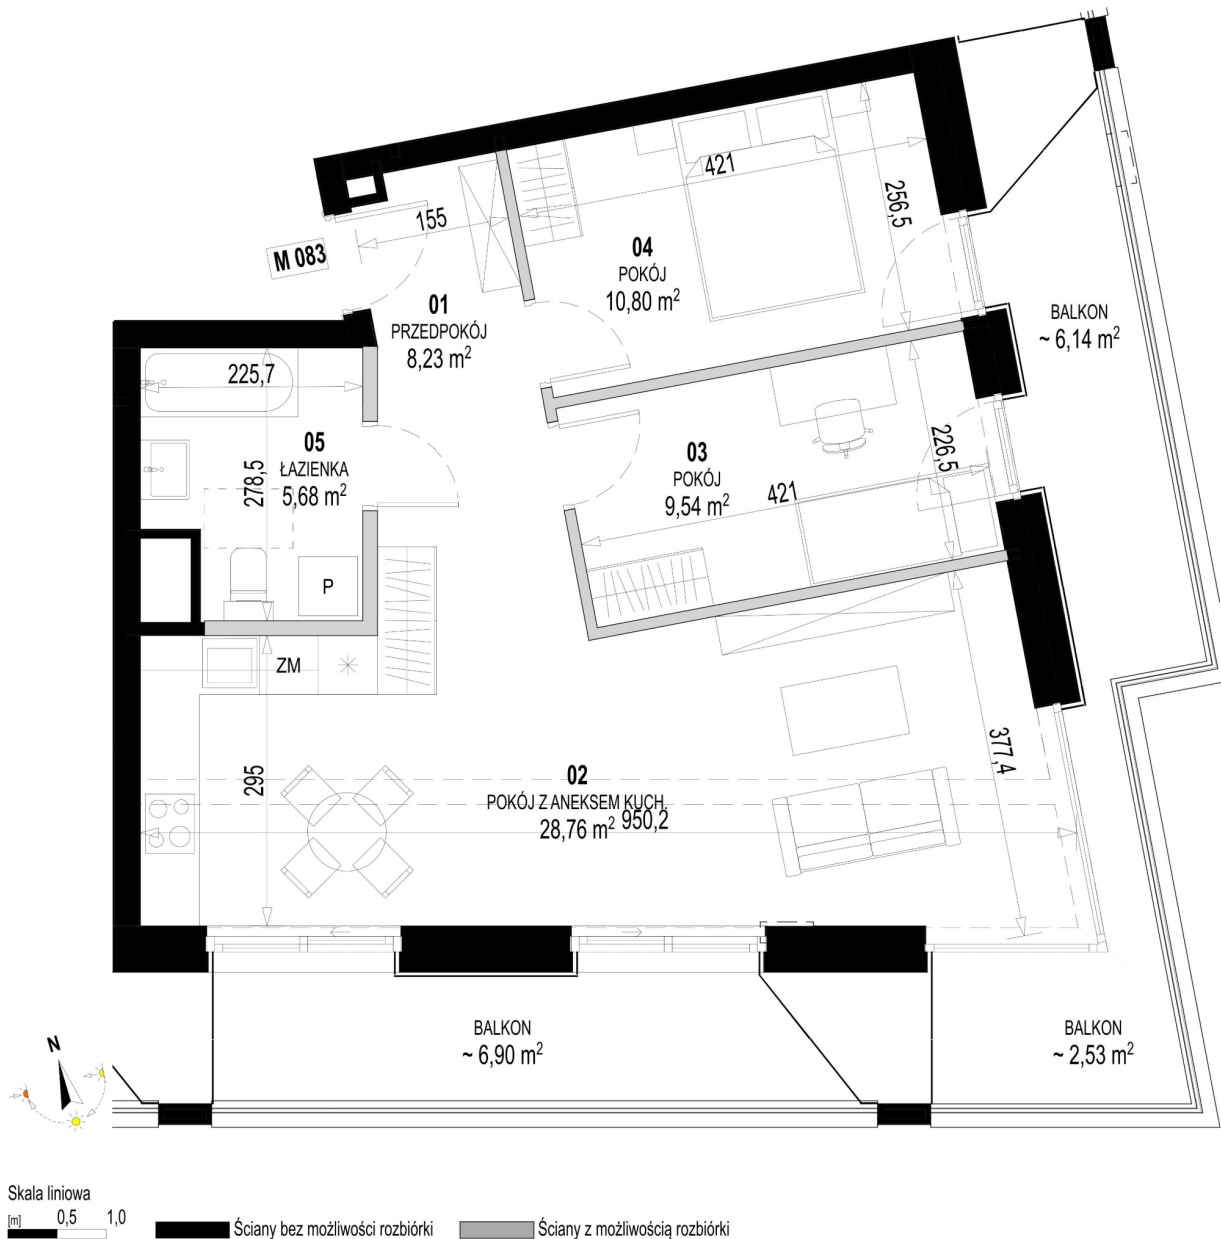 421
155
256,5
M 083
04
POKÓJ
10,80 m²
01
PRZEDPOKÓJ
8,23 m²
BALKON
~ 6,14 m²
225,7
05
ŁAZIENKA
5,68 m²
278,5
03
POKÓJ
9,54 m²
421
226,5
P
ZM
295
02
POKÓJ Z ANEKSEM KUCH.
28,76 m²
950,2
377,4
BALKON
~ 6,90 m²
BALKON
~ 2,53 m²
N
Skala liniowa
[m] 0,5 1,0
Ściany bez możliwości rozbiórki
Ściany z możliwością rozbiórki